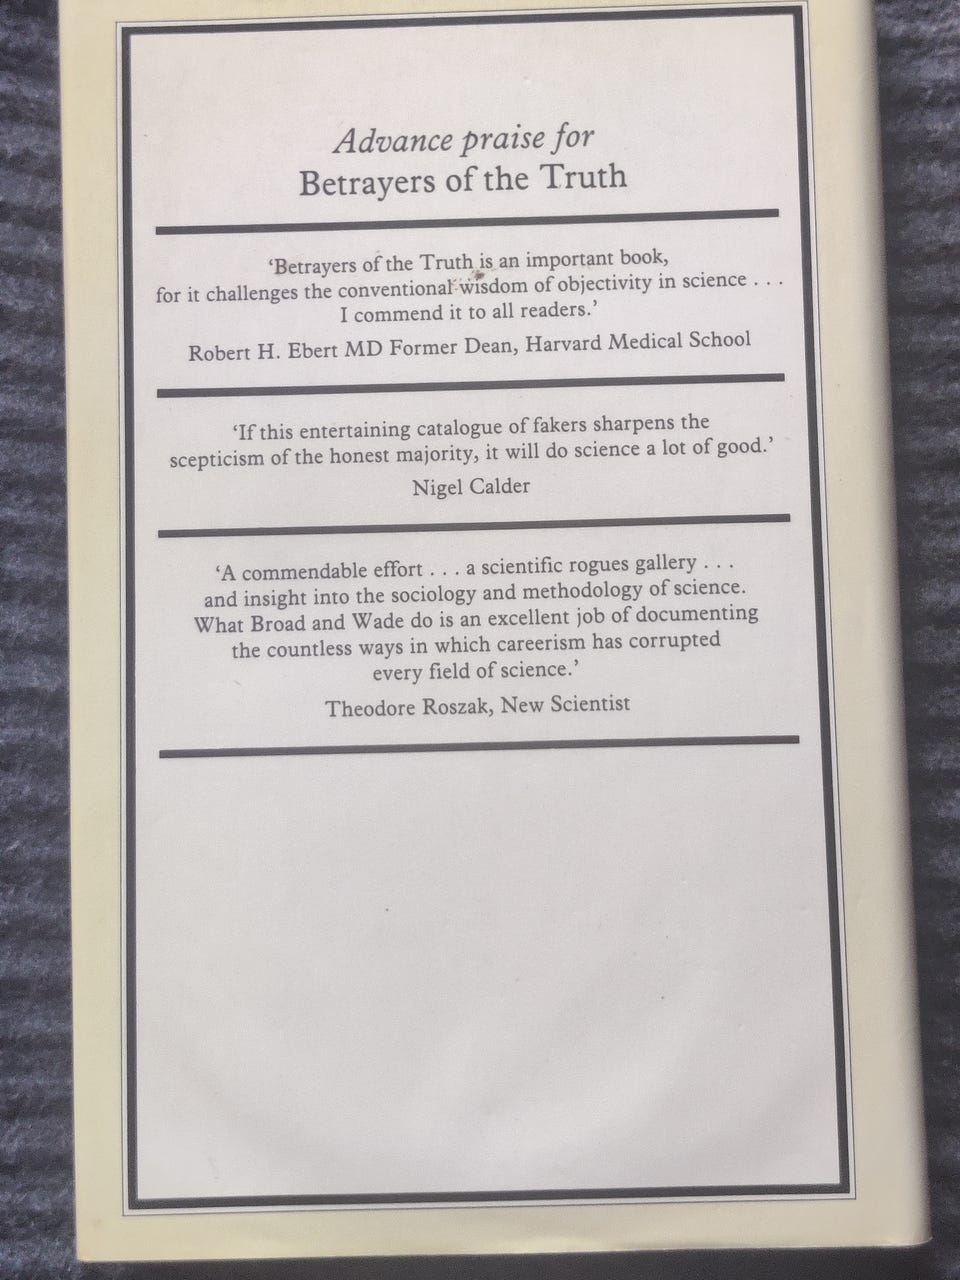 Advance praise for
Betrayers of the Truth
‘Betrayers of the Truth is an important book,
for it challenges the conventional wisdom of objectivity in science . . .
I commend it to all readers.’
Robert H. Ebert MD Former Dean, Harvard Medical School
‘If this entertaining catalogue of fakers sharpens the
scepticism of the honest majority, it will do science a lot of good.’
Nigel Calder
‘A commendable effort . . . a scientific rogues gallery . . .
and insight into the sociology and methodology of science.
What Broad and Wade do is an excellent job of documenting
the countless ways in which careerism has corrupted
every field of science.’
Theodore Roszak, New Scientist